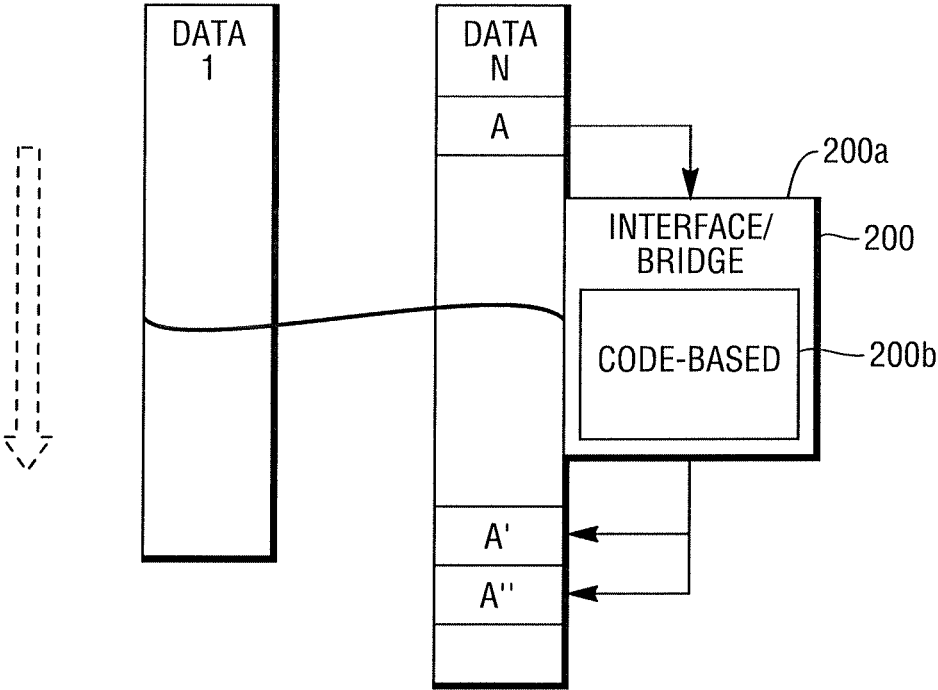 DATA
1
DATA
N
A
200a
INTERFACE/
BRIDGE
200
CODE-BASED
200b
A'
A"